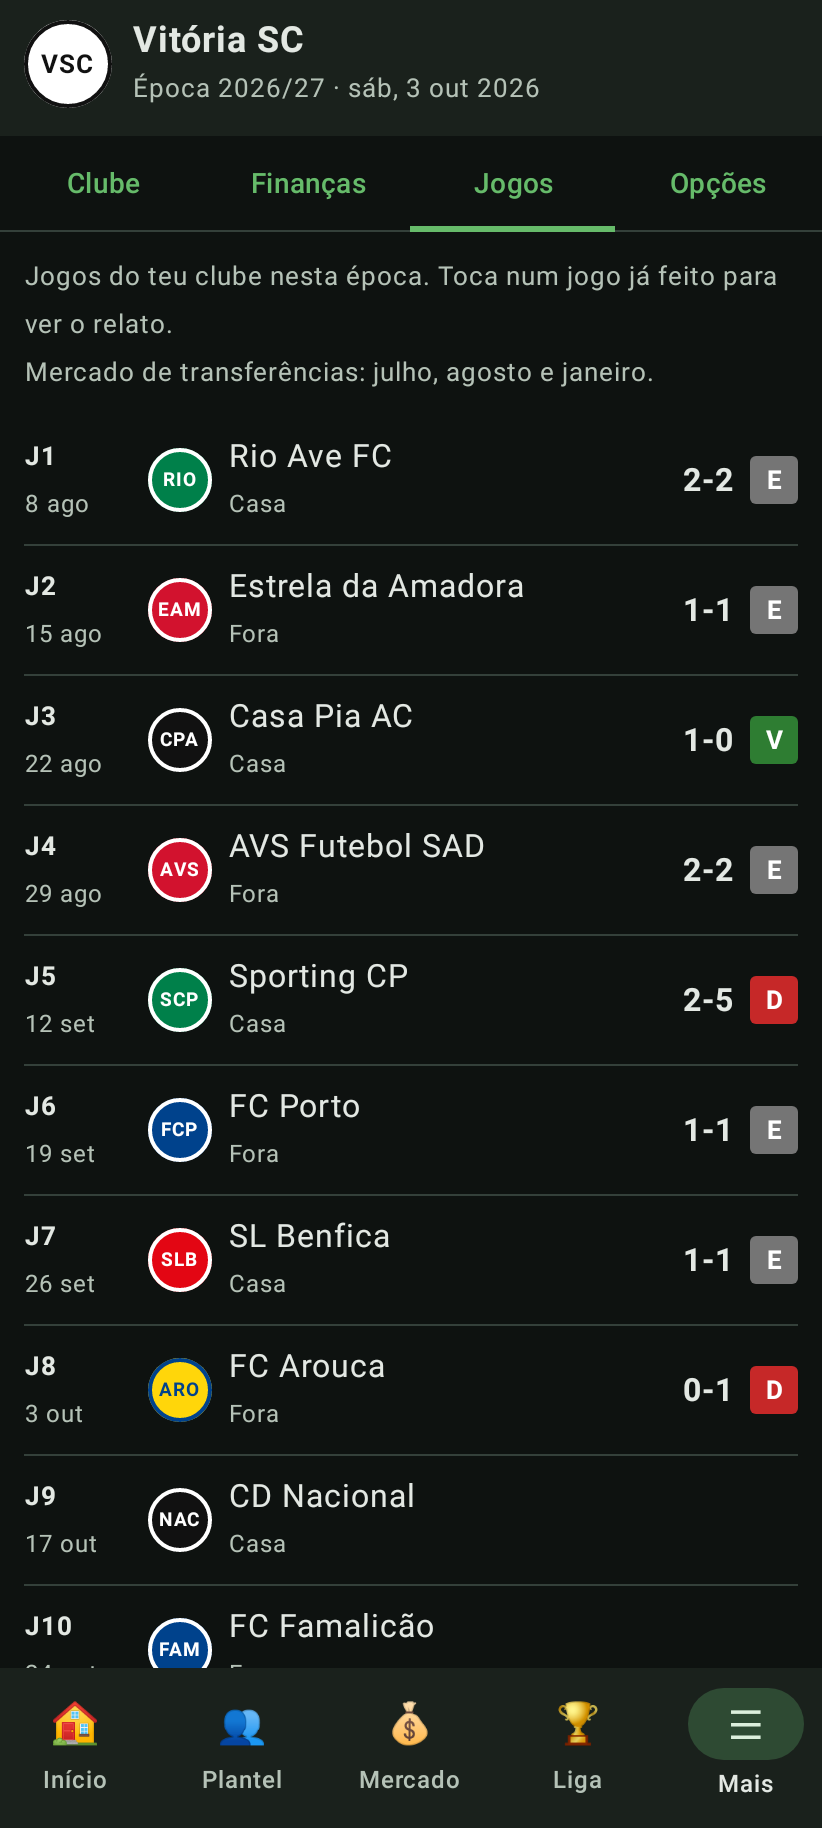 VSC
Vitória SC
Época 2026/27 · sáb, 3 out 2026
Clube Finanças Jogos Opções
Jogos do teu clube nesta época. Toca num jogo já feito para
ver o relato.
Mercado de transferências: julho, agosto e janeiro.
J1 RIO Rio Ave FC 2-2 E
8 ago Casa
J2 EAM Estrela da Amadora 1-1 E
15 ago Fora
J3 CPA Casa Pia AC 1-0 V
22 ago Casa
J4 AVS AVS Futebol SAD 2-2 E
29 ago Fora
J5 SCP Sporting CP 2-5 D
12 set Casa
J6 FCP FC Porto 1-1 E
19 set Fora
J7 SLB SL Benfica 1-1 E
26 set Casa
J8 ARO FC Arouca 0-1 D
3 out Fora
J9 NAC CD Nacional
17 out Casa
J10 FAM FC Famalicão
Início Plantel Mercado Liga Mais